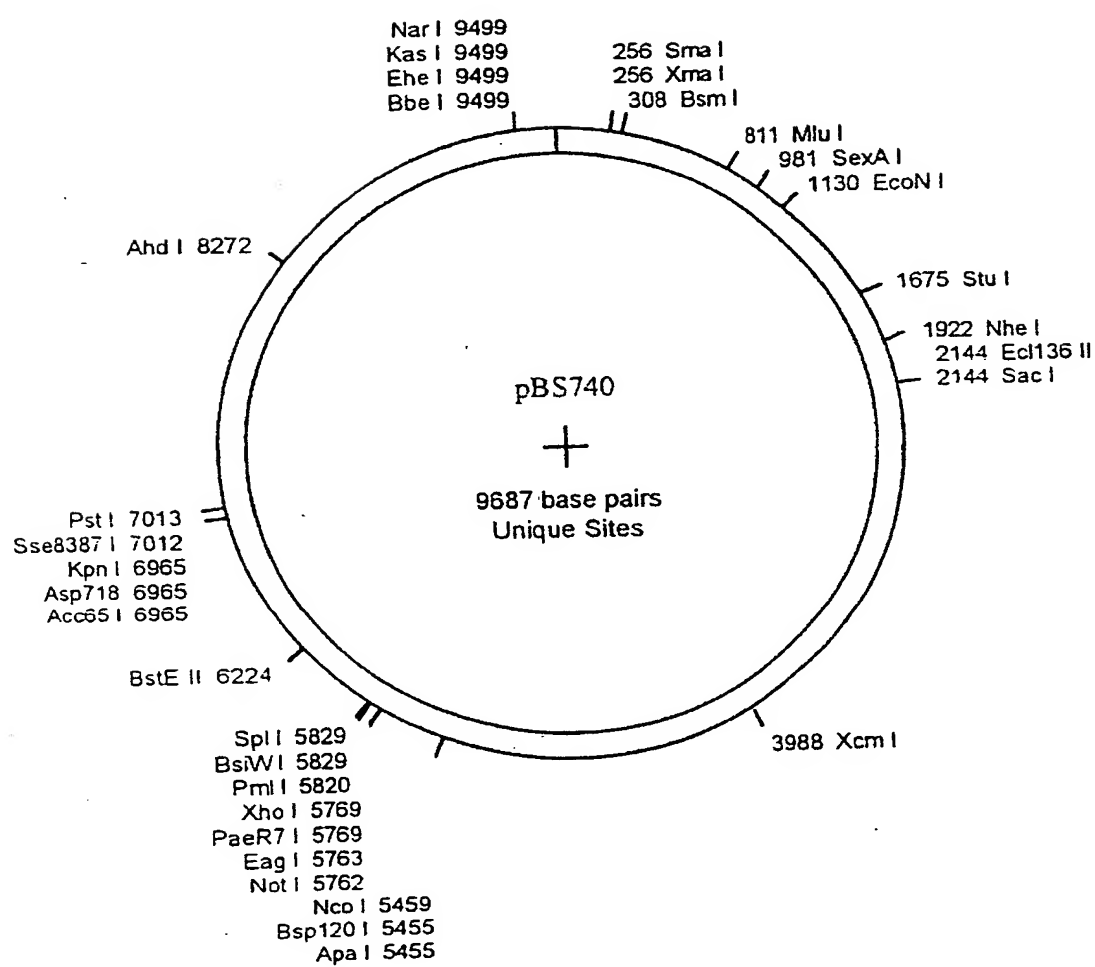 Nar I 9499
Kas I 9499
Ehe I 9499
Bbe I 9499
256 Sma I
256 Xma I
308 Bsm I
811 Mlu I
981 SexA I
1130 EcoN I
Ahd I 8272
1675 Stu I
1922 Nhe I
2144 Ecl136 II
2144 Sac I
pBS740
9687 base pairs
Unique Sites
Pst I 7013
Sse8387 I 7012
Kpn I 6965
Asp718 6965
Acc65 I 6965
BstE II 6224
3988 Xcm I
Spl I 5829
BsiW I 5829
Pml I 5820
Xho I 5769
PaeR7 I 5769
Eag I 5763
Not I 5762
Nco I 5459
Bsp120 I 5455
Apa I 5455